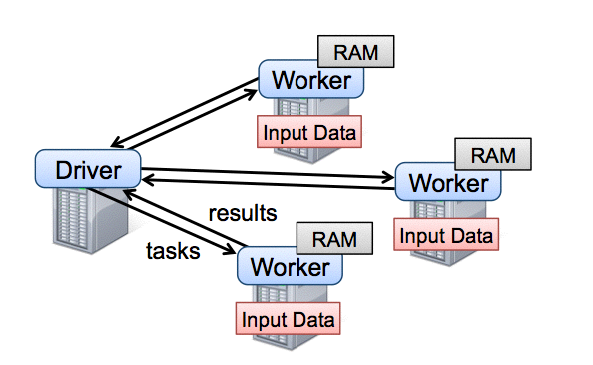 RAM
Worker
Input Data
Driver
RAM
Worker
Input Data
results
tasks
RAM
Worker
Input Data